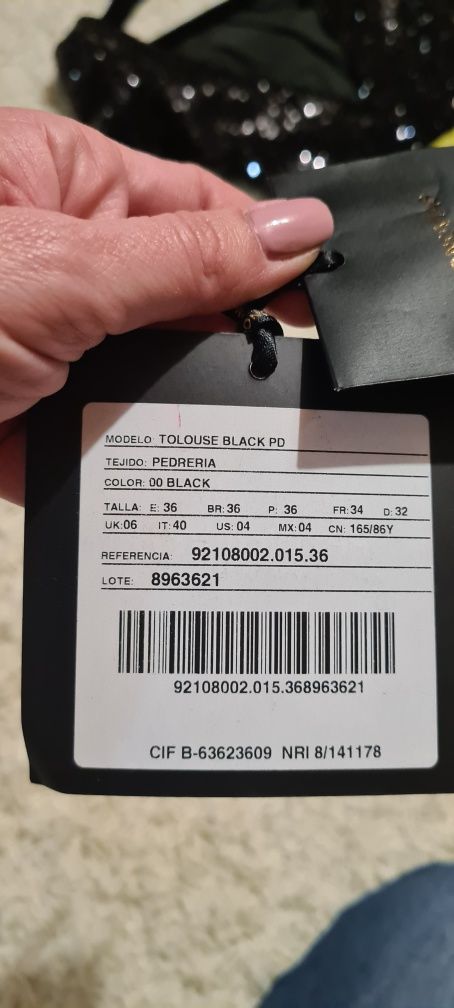 MODELO: TOLOUSE BLACK PD
TEJIDO: PEDRERIA
COLOR: 00 BLACK
TALLA: E: 36 BR: 36 P: 36 FR: 34 D: 32
UK: 06 IT: 40 US: 04 MX: 04 CN: 165/86Y
REFERENCIA: 92108002.015.36
LOTE: 8963621
92108002.015.368963621
CIF B-63623609 NRI 8/141178